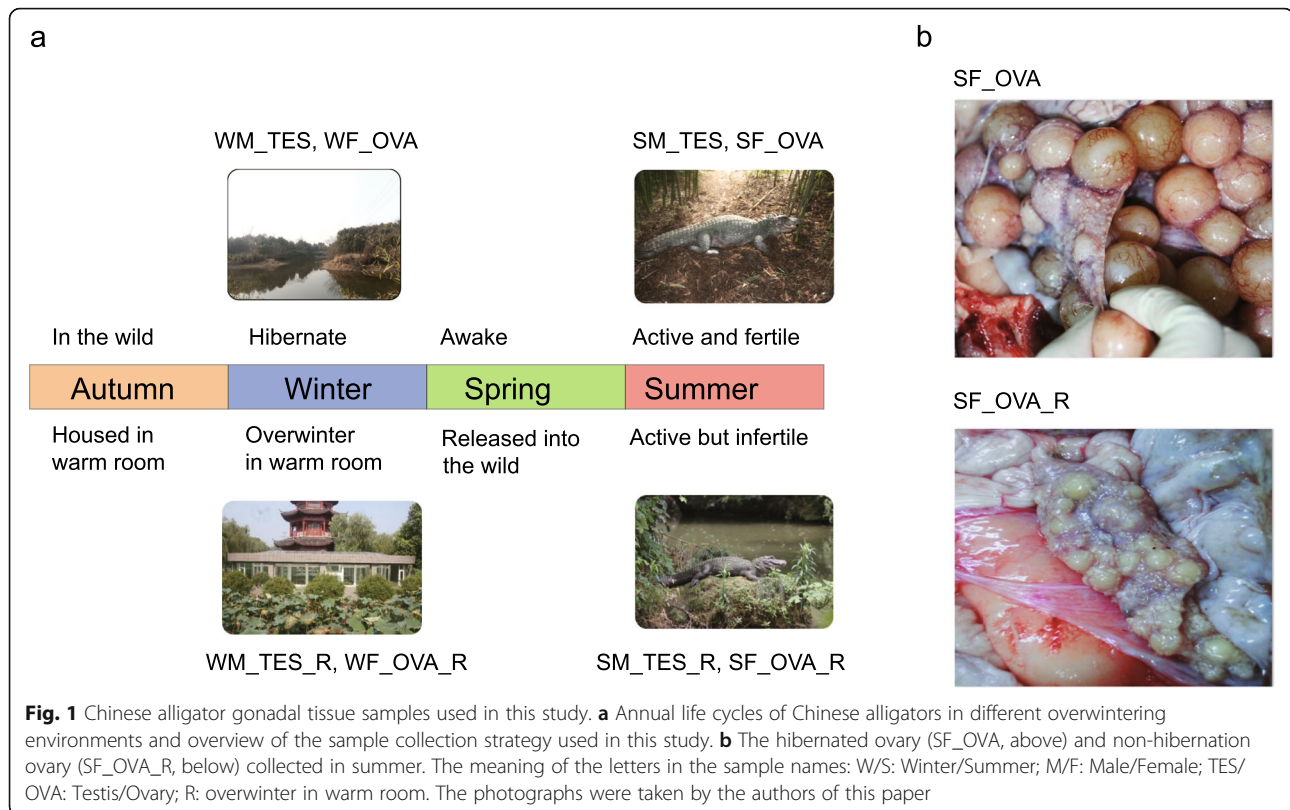 a
b
SF_OVA
WM_TES, WF_OVA
SM_TES, SF_OVA
In the wild
Hibernate
Awake
Active and fertile
Autumn
Winter
Spring
Summer
Housed in
warm room
Overwinter
in warm room
Released into
the wild
Active but infertile
SF_OVA_R
WM_TES_R, WF_OVA_R
SM_TES_R, SF_OVA_R
Fig. 1 Chinese alligator gonadal tissue samples used in this study. a Annual life cycles of Chinese alligators in different overwintering
environments and overview of the sample collection strategy used in this study. b The hibernated ovary (SF_OVA, above) and non-hibernation
ovary (SF_OVA_R, below) collected in summer. The meaning of the letters in the sample names: W/S: Winter/Summer; M/F: Male/Female; TES/
OVA: Testis/Ovary; R: overwinter in warm room. The photographs were taken by the authors of this paper